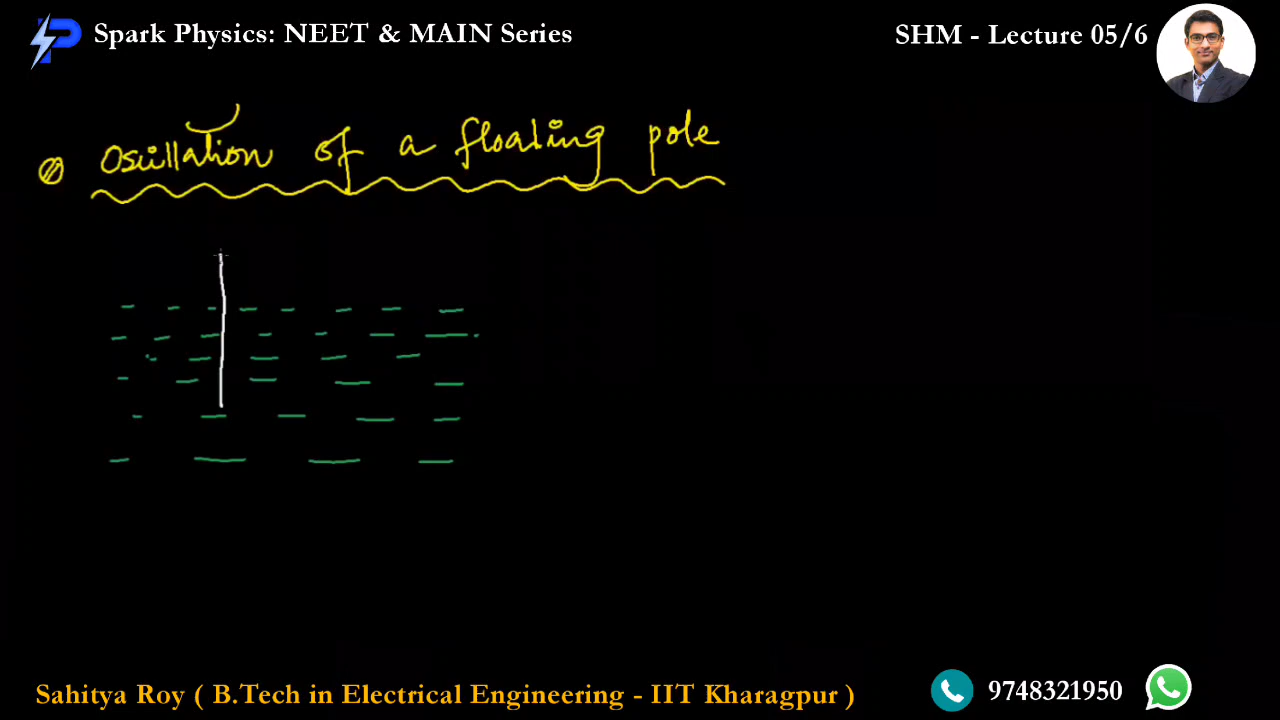 Spark Physics: NEET & MAIN Series
SHM - Lecture 05/6
Oscillation of a floating pole
Sahitya Roy ( B.Tech in Electrical Engineering - IIT Kharagpur )
9748321950